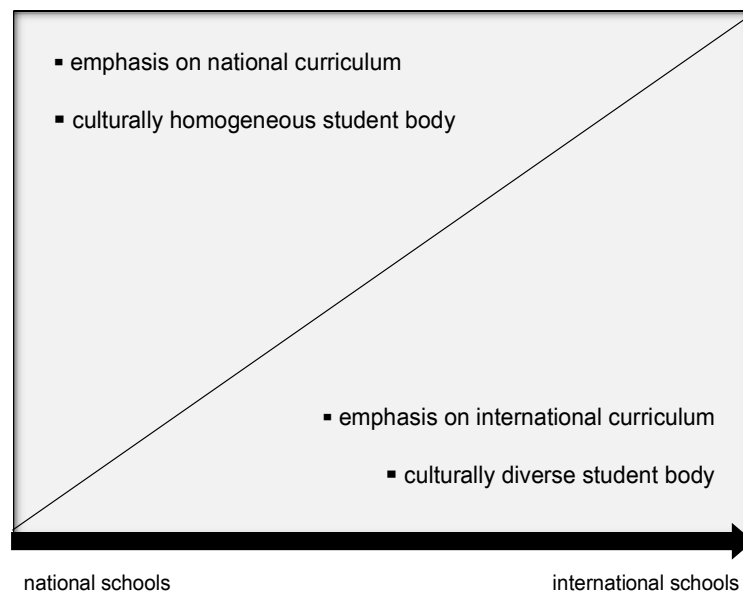 ▪ emphasis on national curriculum
▪ culturally homogeneous student body
▪ emphasis on international curriculum
▪ culturally diverse student body
national schools
international schools